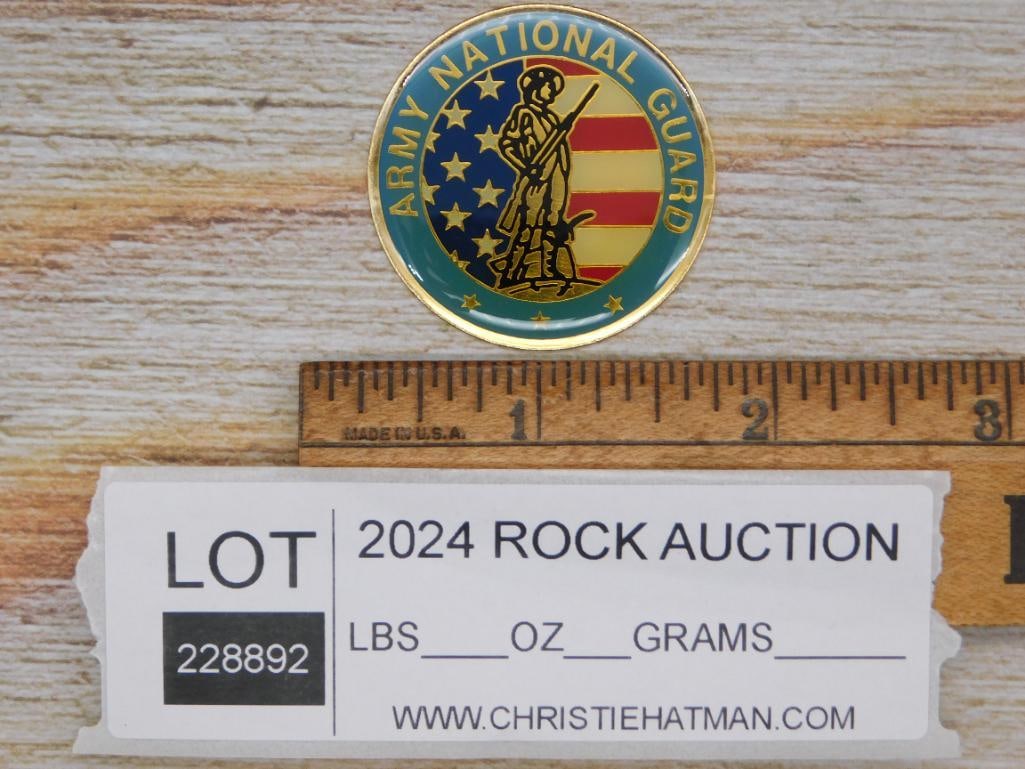 ARMY NATIONAL GUARD
1 2 3
MADE IN U.S.A.
LOT
228892
2024 ROCK AUCTION
LBS____OZ___GRAMS______
WWW.CHRISTIEHATMAN.COM